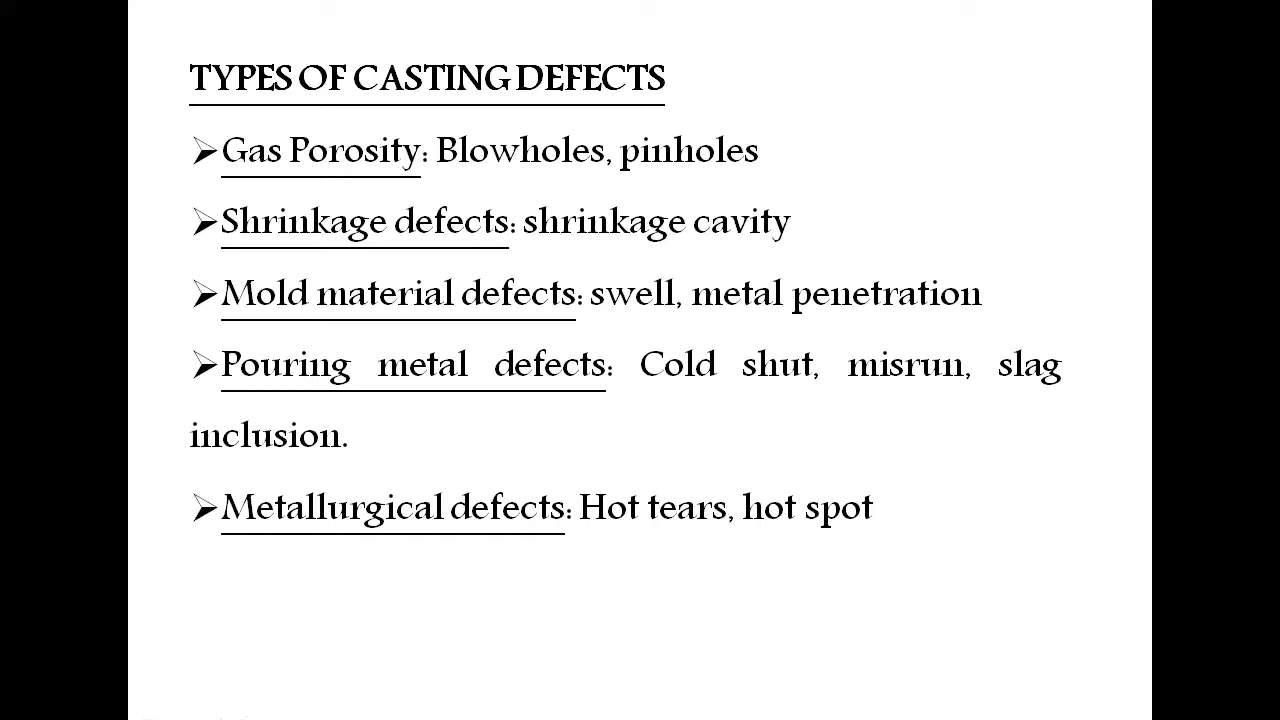 TYPES OF CASTING DEFECTS
➢Gas Porosity: Blowholes, pinholes
➢Shrinkage defects: shrinkage cavity
➢Mold material defects: swell, metal penetration
➢Pouring metal defects: Cold shut, misrun, slag
inclusion.
➢Metallurgical defects: Hot tears, hot spot